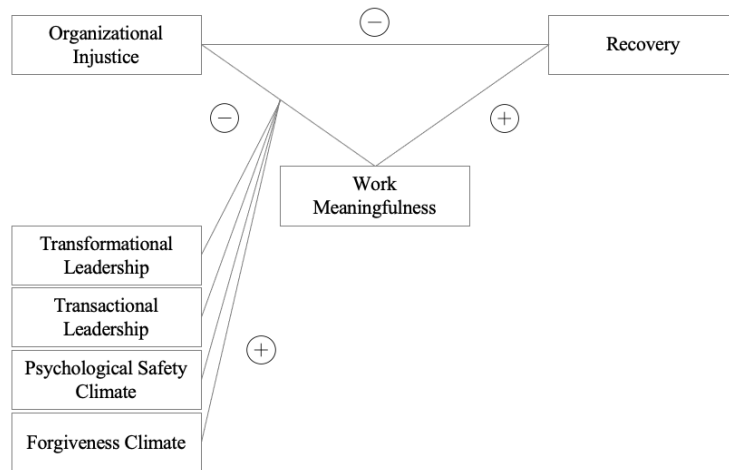 −
Organizational
Injustice
Recovery
−
+
Work
Meaningfulness
Transformational
Leadership
Transactional
Leadership
+
Psychological Safety
Climate
Forgiveness Climate